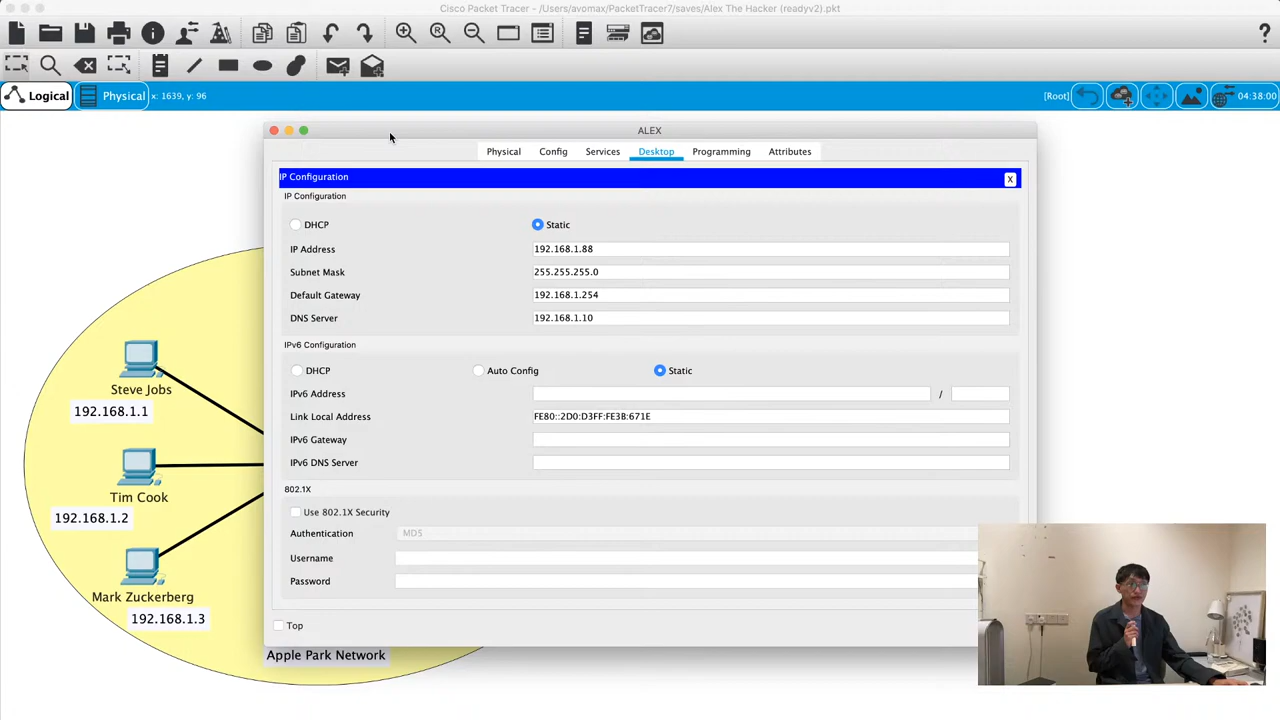 Cisco Packet Tracer - /Users/avomax/PacketTracer7/saves/Alex The Hacker (readyv2).pkt
Logical
Physical
x: 1639, y: 96
[Root]
04:38:00
ALEX
Physical
Config
Services
Desktop
Programming
Attributes
IP Configuration
X
IP Configuration
DHCP
Static
IP Address
192.168.1.88
Subnet Mask
255.255.255.0
Default Gateway
192.168.1.254
DNS Server
192.168.1.10
IPv6 Configuration
DHCP
Auto Config
Static
IPv6 Address
/
Link Local Address
FE80::2D0:D3FF:FE3B:671E
IPv6 Gateway
IPv6 DNS Server
802.1X
Use 802.1X Security
Authentication
MD5
Username
Password
Top
Steve Jobs
192.168.1.1
Tim Cook
192.168.1.2
Mark Zuckerberg
192.168.1.3
Apple Park Network